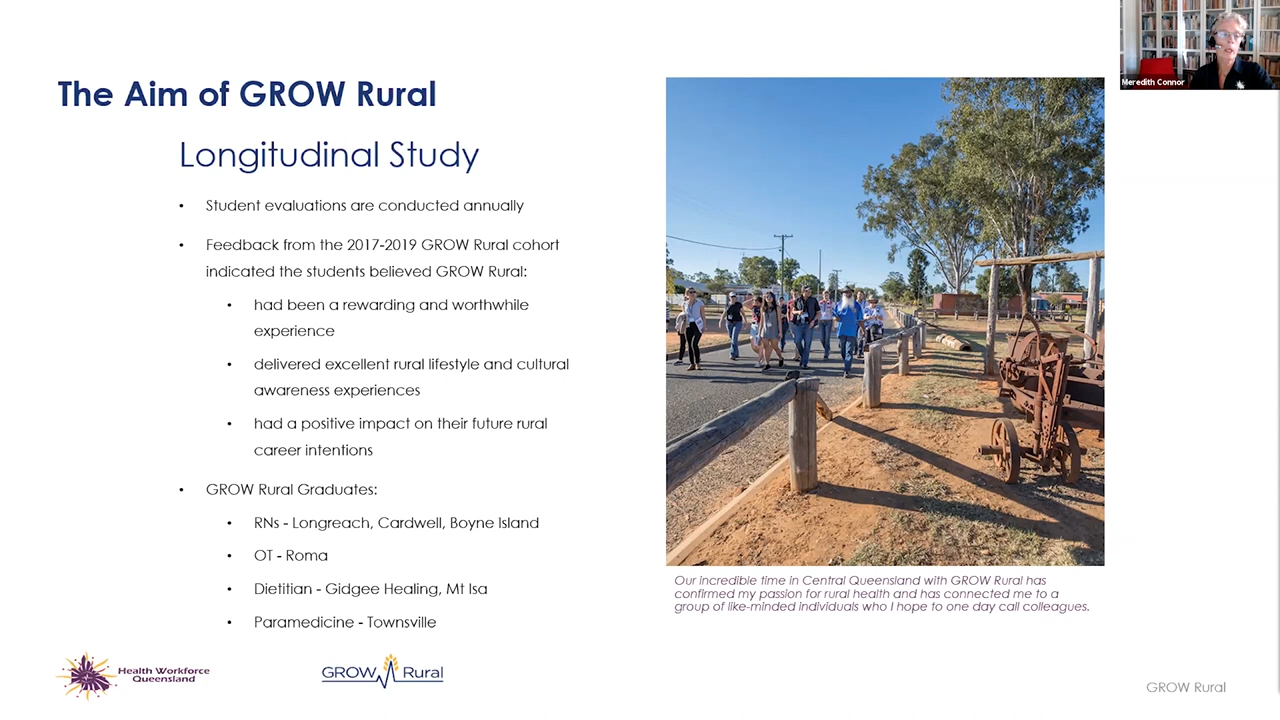 Meredith Connor
The Aim of GROW Rural
Longitudinal Study
• Student evaluations are conducted annually
• Feedback from the 2017-2019 GROW Rural cohort
indicated the students believed GROW Rural:
• had been a rewarding and worthwhile
experience
• delivered excellent rural lifestyle and cultural
awareness experiences
• had a positive impact on their future rural
career intentions
• GROW Rural Graduates:
• RNs - Longreach, Cardwell, Boyne Island
• OT - Roma
• Dietitian - Gidgee Healing, Mt Isa
• Paramedicine - Townsville
Our incredible time in Central Queensland with GROW Rural has
confirmed my passion for rural health and has connected me to a
group of like-minded individuals who I hope to one day call colleagues.
Health Workforce
Queensland
GROW Rural
GROW Rural